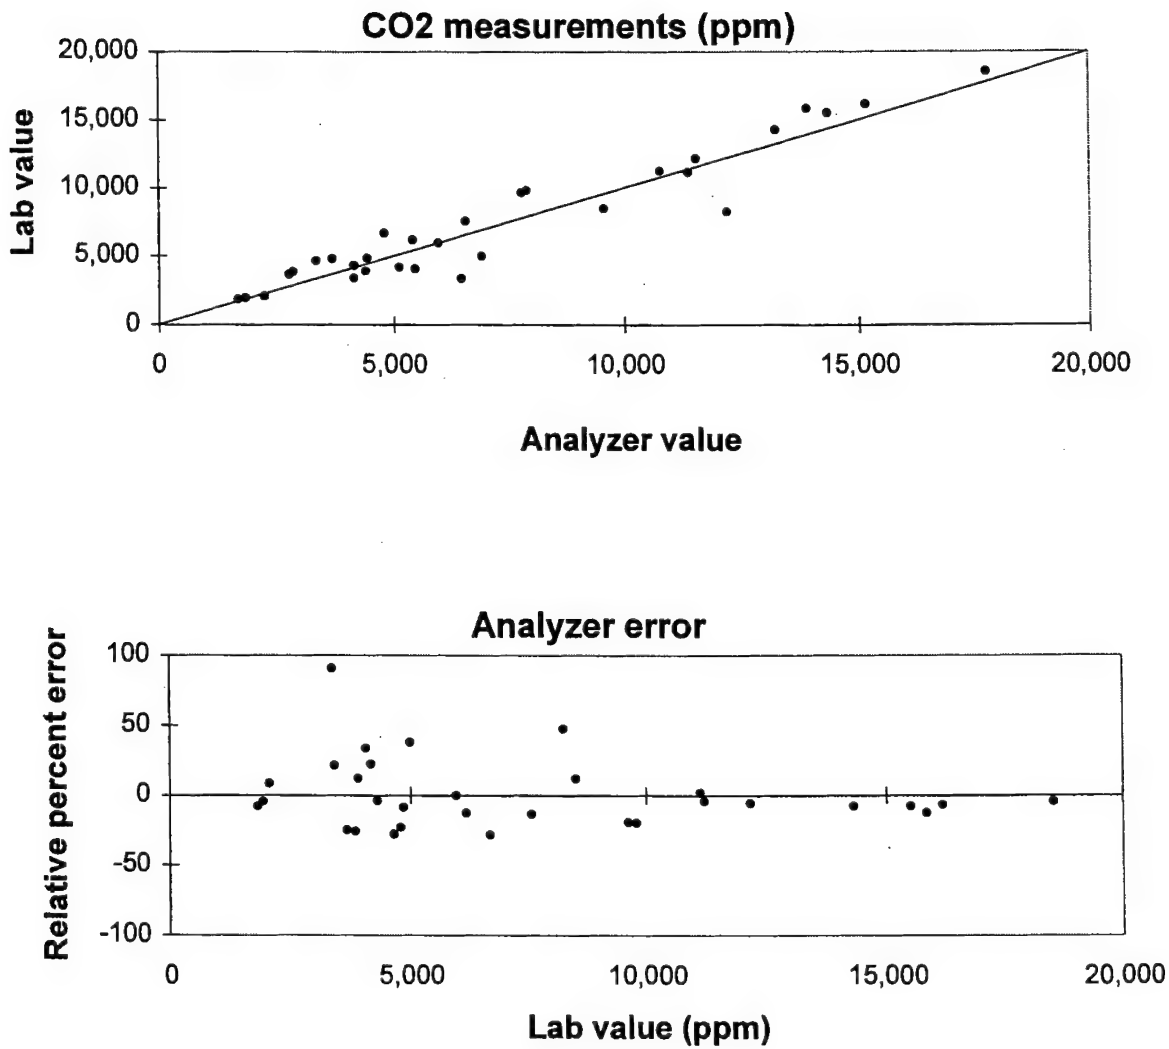 CO2 measurements (ppm)
20,000
15,000
10,000
5,000
0
Lab value
0 5,000 10,000 15,000 20,000
Analyzer value
Analyzer error
100
50
0
-50
-100
Relative percent error
0 5,000 10,000 15,000 20,000
Lab value (ppm)